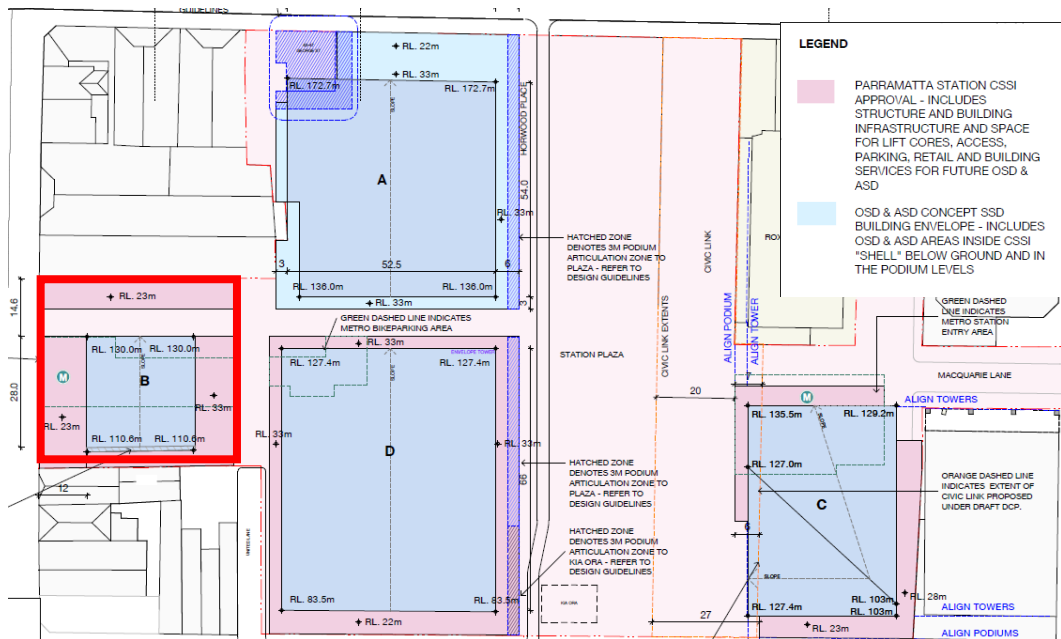 GUIDELINES
45-47
GEORGE ST
RL. 22m
RL. 33m
RL. 172.7m
RL. 172.7m
SLOPE
HORWOOD PLACE
A
54.0
RL. 33m
HATCHED ZONE
DENOTES 3M PODIUM
ARTICULATION ZONE TO
PLAZA - REFER TO
DESIGN GUIDELINES
3
52.5
6
RL. 136.0m
RL. 136.0m
RL. 33m
3
GREEN DASHED LINE INDICATES
METRO BIKEPARKING AREA
14.6
RL. 23m
28.0
RL. 130.0m
RL. 130.0m
SLOPE
M
B
RL. 33m
RL. 23m
RL. 110.6m
RL. 110.6m
12
RL. 33m
ENVELOPE TOWER
RL. 127.4m
RL. 127.4m
SLOPE
D
RL. 33m
RL. 33m
66
HATCHED ZONE
DENOTES 3M PODIUM
ARTICULATION ZONE TO
PLAZA - REFER TO
DESIGN GUIDELINES
HATCHED ZONE
DENOTES 3M PODIUM
ARTICULATION ZONE TO
KIA ORA - REFER TO
DESIGN GUIDELINES
RL. 83.5m
RL. 83.5m
RL. 22m
KIA ORA
STATION PLAZA
CIVIC LINK EXTENTS
CIVIC LINK
ALIGN PODIUM
ALIGN TOWER
20
LEGEND
PARRAMATTA STATION CSSI
APPROVAL - INCLUDES
STRUCTURE AND BUILDING
INFRASTRUCTURE AND SPACE
FOR LIFT CORES, ACCESS,
PARKING, RETAIL AND BUILDING
SERVICES FOR FUTURE OSD &
ASD
OSD & ASD CONCEPT SSD
BUILDING ENVELOPE - INCLUDES
OSD & ASD AREAS INSIDE CSSI
"SHELL" BELOW GROUND AND IN
THE PODIUM LEVELS
GREEN DASHED
LINE INDICATES
METRO STATION
ENTRY AREA
MACQUARIE LANE
M
ALIGN TOWERS
RL. 135.5m
RL. 129.2m
SLOPE
RL. 127.0m
C
ORANGE DASHED LINE
INDICATES EXTENT OF
CIVIC LINK PROPOSED
UNDER DRAFT DCP.
6
SLOPE
RL. 28m
RL. 103m
RL. 103m
RL. 127.4m
ALIGN TOWERS
27
RL. 23m
ALIGN PODIUMS